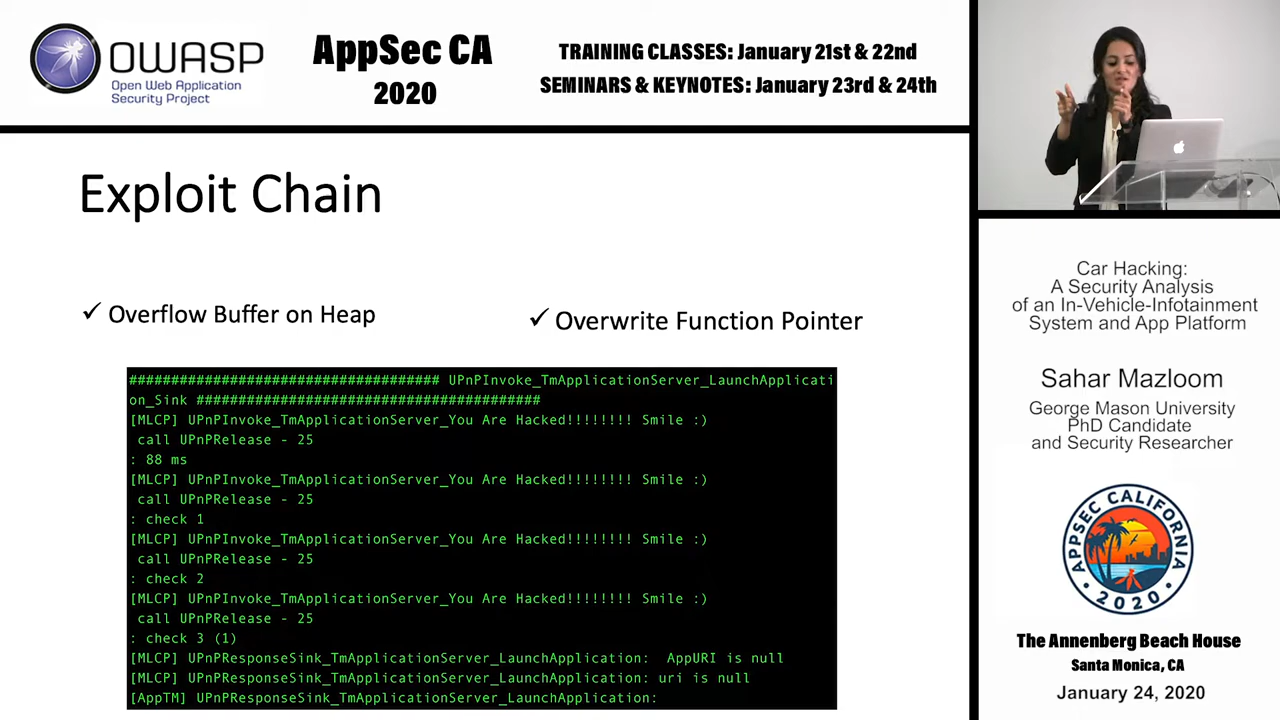 OWASP
Open Web Application
Security Project
AppSec CA
2020
TRAINING CLASSES: January 21st & 22nd
SEMINARS & KEYNOTES: January 23rd & 24th
Exploit Chain
✓ Overflow Buffer on Heap
✓ Overwrite Function Pointer
##################################### UPnPInvoke_TmApplicationServer_LaunchApplicati
on_Sink #########################################
[MLCP] UPnPInvoke_TmApplicationServer_You Are Hacked!!!!!!!! Smile :)
call UPnPRelease - 25
: 88 ms
[MLCP] UPnPInvoke_TmApplicationServer_You Are Hacked!!!!!!!! Smile :)
call UPnPRelease - 25
: check 1
[MLCP] UPnPInvoke_TmApplicationServer_You Are Hacked!!!!!!!! Smile :)
call UPnPRelease - 25
: check 2
[MLCP] UPnPInvoke_TmApplicationServer_You Are Hacked!!!!!!!! Smile :)
call UPnPRelease - 25
: check 3 (1)
[MLCP] UPnPResponseSink_TmApplicationServer_LaunchApplication:  AppURI is null
[MLCP] UPnPResponseSink_TmApplicationServer_LaunchApplication: uri is null
[AppTM] UPnPResponseSink_TmApplicationServer_LaunchApplication:
Car Hacking:
A Security Analysis
of an In-Vehicle-Infotainment
System and App Platform
Sahar Mazloom
George Mason University
PhD Candidate
and Security Researcher
APPSEC CALIFORNIA
2020
The Annenberg Beach House
Santa Monica, CA
January 24, 2020